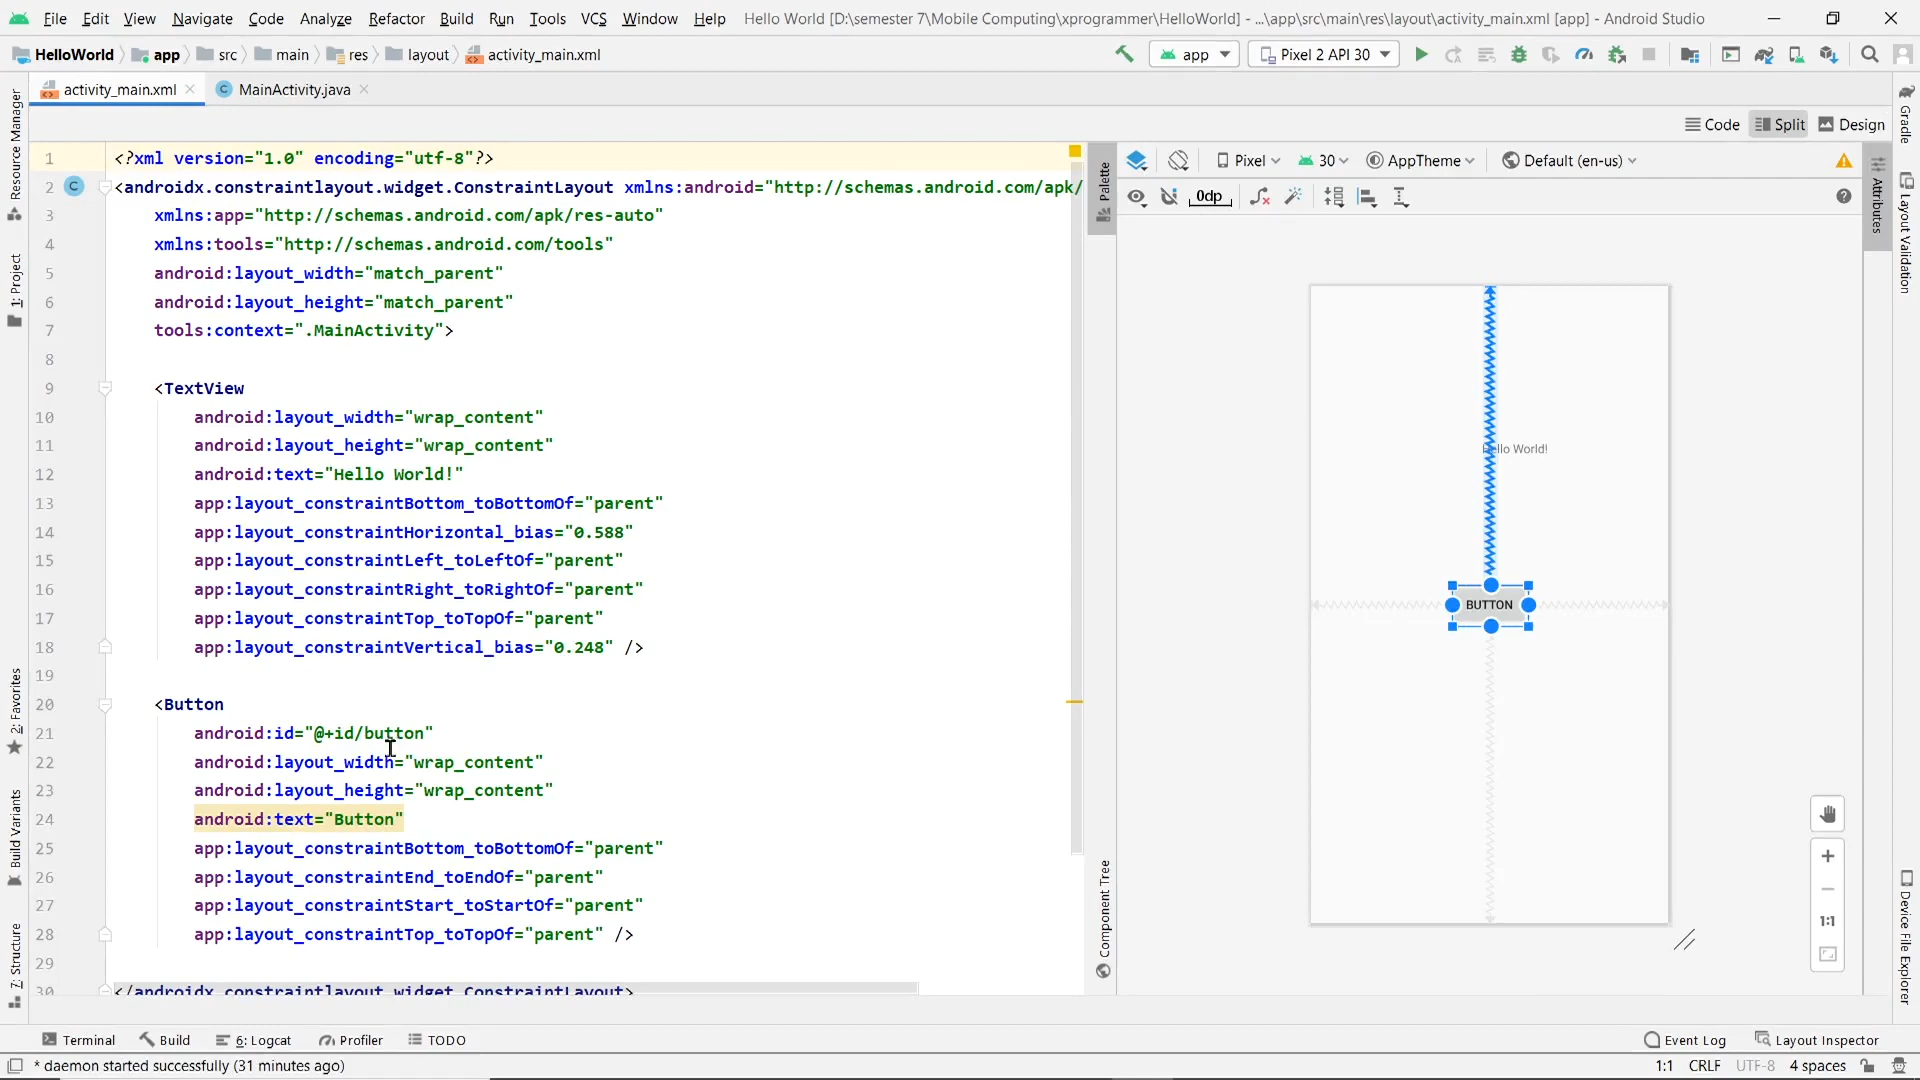 File Edit View Navigate Code Analyze Refactor Build Run Tools VCS Window Help Hello World [D:\semester 7\Mobile Computing\xprogrammer\HelloWorld] - ...\app\src\main\res\layout\activity_main.xml [app] - Android Studio
HelloWorld app src main res layout activity_main.xml app Pixel 2 API 30
activity_main.xml MainActivity.java
Code Split Design
Resource Manager
1: Project
2: Favorites
Build Variants
7: Structure
1 <?xml version="1.0" encoding="utf-8"?>
2 C <androidx.constraintlayout.widget.ConstraintLayout xmlns:android="http://schemas.android.com/apk/
3 xmlns:app="http://schemas.android.com/apk/res-auto"
4 xmlns:tools="http://schemas.android.com/tools"
5 android:layout_width="match_parent"
6 android:layout_height="match_parent"
7 tools:context=".MainActivity">
8
9 <TextView
10 android:layout_width="wrap_content"
11 android:layout_height="wrap_content"
12 android:text="Hello World!"
13 app:layout_constraintBottom_toBottomOf="parent"
14 app:layout_constraintHorizontal_bias="0.588"
15 app:layout_constraintLeft_toLeftOf="parent"
16 app:layout_constraintRight_toRightOf="parent"
17 app:layout_constraintTop_toTopOf="parent"
18 app:layout_constraintVertical_bias="0.248" />
19
20 <Button
21 android:id="@+id/button"
22 android:layout_width="wrap_content"
23 android:layout_height="wrap_content"
24 android:text="Button"
25 app:layout_constraintBottom_toBottomOf="parent"
26 app:layout_constraintEnd_toEndOf="parent"
27 app:layout_constraintStart_toStartOf="parent"
28 app:layout_constraintTop_toTopOf="parent" />
29
30 </androidx.constraintlayout.widget.ConstraintLayout>
Palette
Component Tree
Pixel 30 AppTheme Default (en-us)
0dp
Hello World!
BUTTON
1:1
Attributes
Gradle
Layout Validation
Device File Explorer
Terminal Build 6: Logcat Profiler TODO Event Log Layout Inspector
* daemon started successfully (31 minutes ago) 1:1 CRLF UTF-8 4 spaces